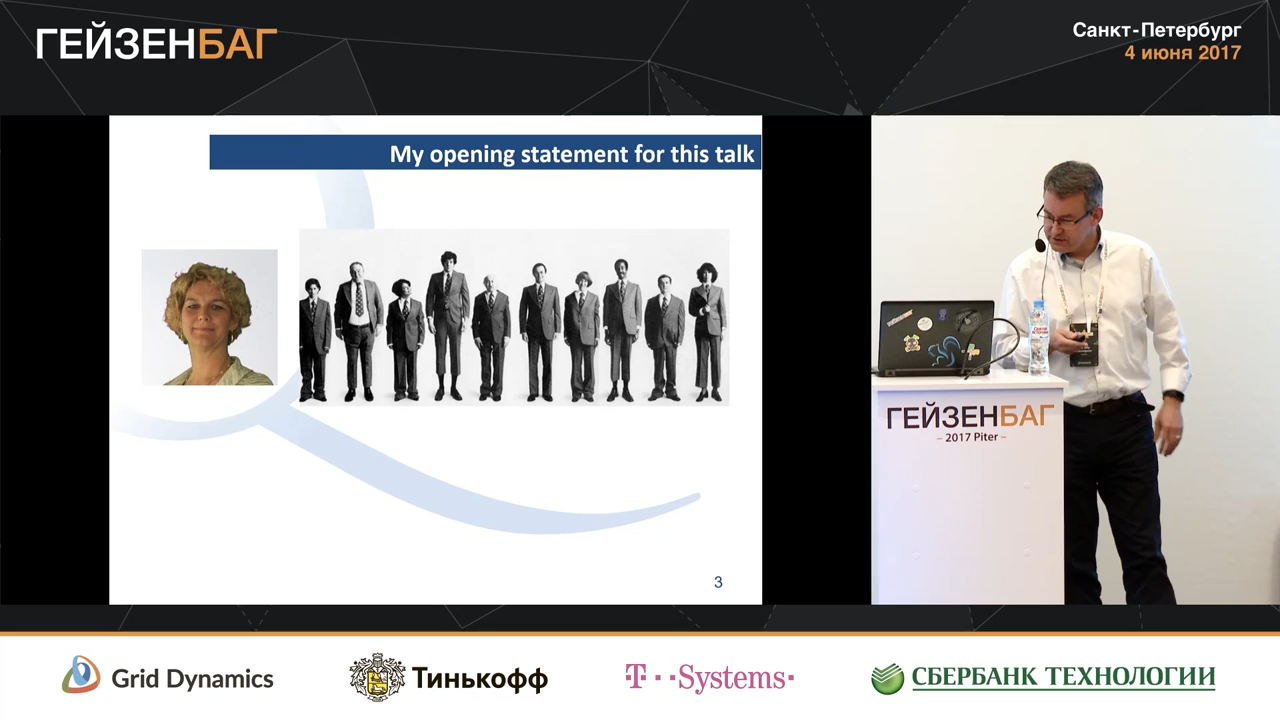 ГЕЙЗЕНБАГ
Санкт-Петербург
4 июня 2017
My opening statement for this talk
3
ГЕЙЗЕНБАГ
– 2017 Piter –
Grid Dynamics
Тинькофф
T··Systems·
СБЕРБАНК ТЕХНОЛОГИИ